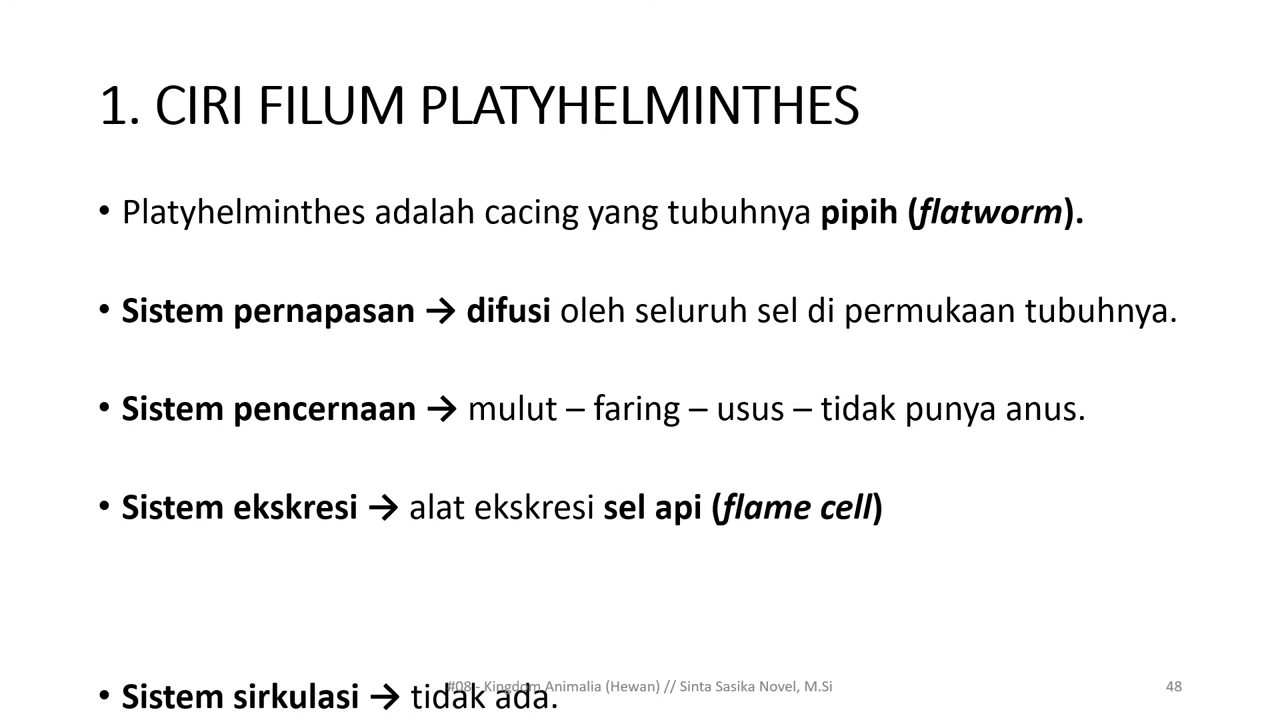 1. CIRI FILUM PLATYHELMINTHES
• Platyhelminthes adalah cacing yang tubuhnya pipih (flatworm).
• Sistem pernapasan → difusi oleh seluruh sel di permukaan tubuhnya.
• Sistem pencernaan → mulut – faring – usus – tidak punya anus.
• Sistem ekskresi → alat ekskresi sel api (flame cell)
• Sistem sirkulasi → tidak ada.
#08 - Kingdom Animalia (Hewan) // Sinta Sasika Novel, M.Si
48